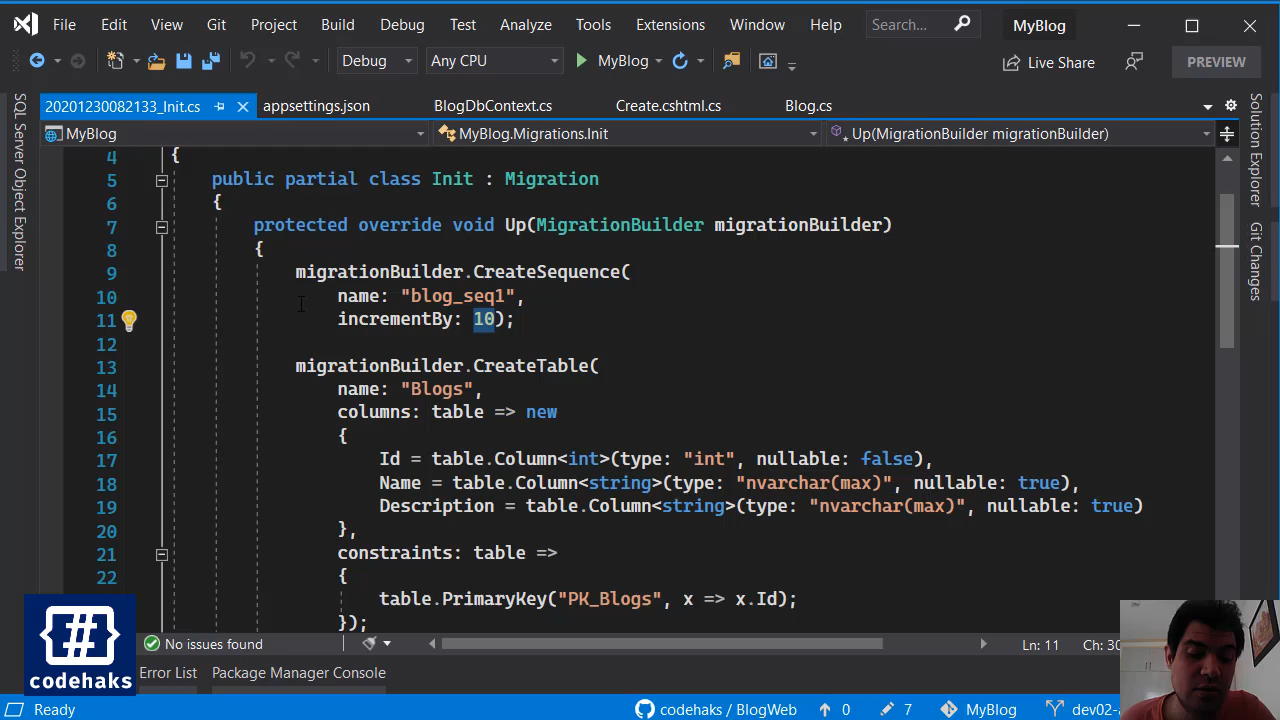 File Edit View Git Project Build Debug Test Analyze Tools Extensions Window Help Search... MyBlog
Debug Any CPU MyBlog Live Share PREVIEW
20201230082133_Init.cs appsettings.json BlogDbContext.cs Create.cshtml.cs Blog.cs
MyBlog MyBlog.Migrations.Init Up(MigrationBuilder migrationBuilder)
SQL Server Object Explorer
Solution Explorer
Git Changes
4 {
5 public partial class Init : Migration
6 {
7 protected override void Up(MigrationBuilder migrationBuilder)
8 {
9 migrationBuilder.CreateSequence(
10 name: "blog_seq1",
11 incrementBy: 10);
12
13 migrationBuilder.CreateTable(
14 name: "Blogs",
15 columns: table => new
16 {
17 Id = table.Column<int>(type: "int", nullable: false),
18 Name = table.Column<string>(type: "nvarchar(max)", nullable: true),
19 Description = table.Column<string>(type: "nvarchar(max)", nullable: true)
20 },
21 constraints: table =>
22 {
table.PrimaryKey("PK_Blogs", x => x.Id);
});
{#}
codehaks
No issues found Ln: 11 Ch: 30
Error List Package Manager Console
Ready codehaks / BlogWeb 0 7 MyBlog